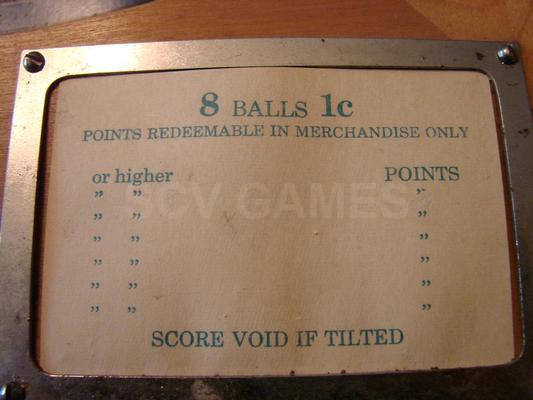 8 BALLS 1c
POINTS REDEEMABLE IN MERCHANDISE ONLY
or higher POINTS
" " "
" " "
SCV GAMES
" " "
" " "
" " "
" " "
SCORE VOID IF TILTED